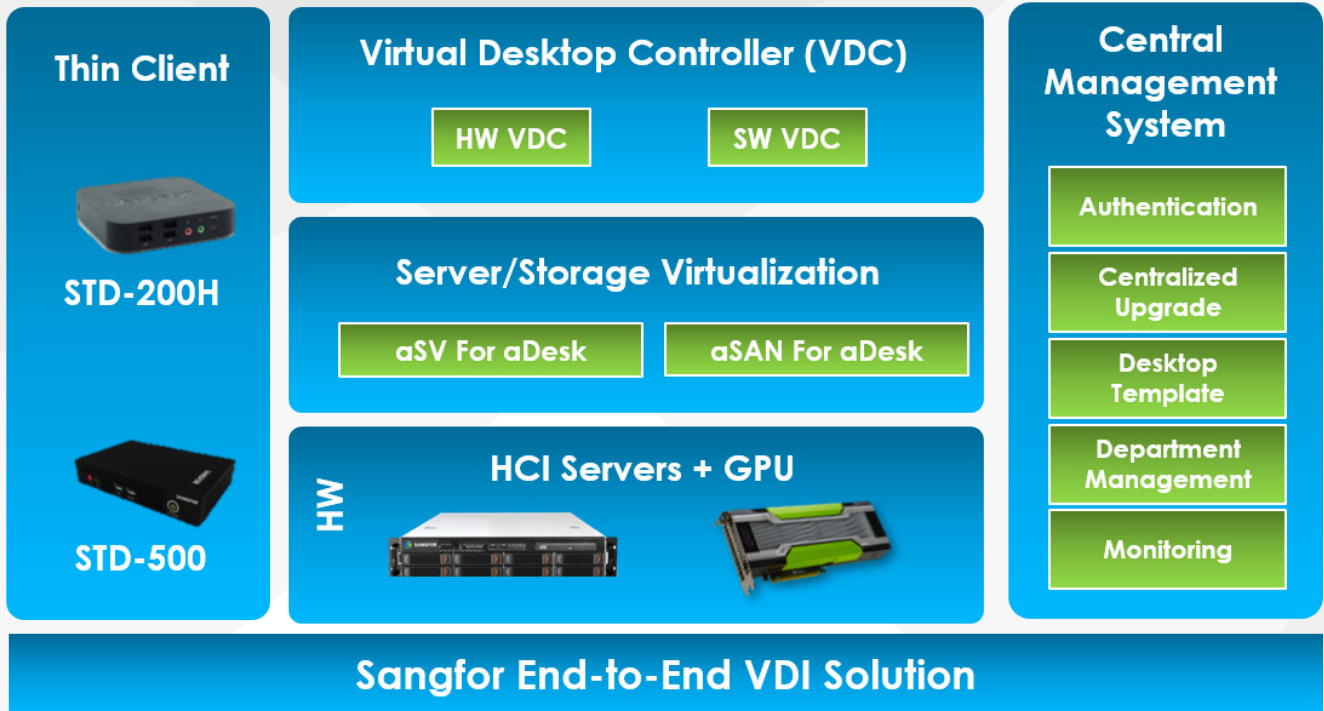 Thin Client
STD-200H
STD-500
Virtual Desktop Controller (VDC)
HW VDC
SW VDC
Server/Storage Virtualization
aSV For aDesk
aSAN For aDesk
HW
HCI Servers + GPU
SANGFOR
SANGFOR
Central
Management
System
Authentication
Centralized
Upgrade
Desktop
Template
Department
Management
Monitoring
Sangfor End-to-End VDI Solution